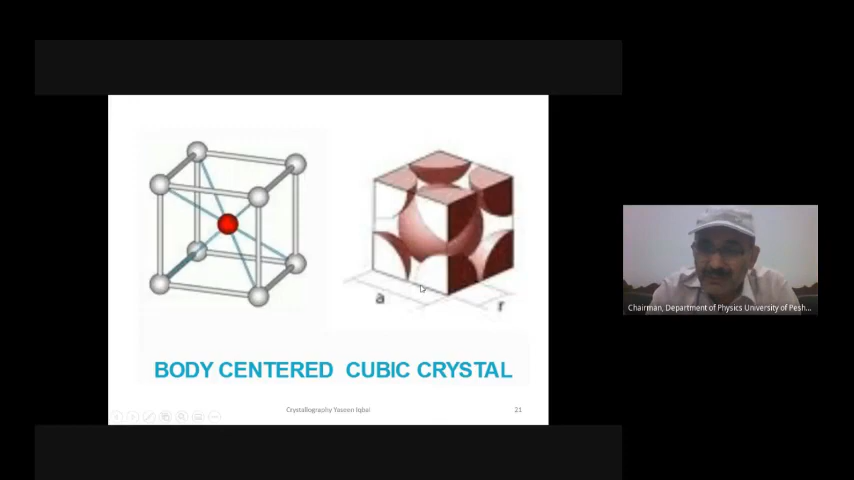 a
r
BODY CENTERED CUBIC CRYSTAL
Crystallography Yaseen Iqbal
21
Chairman, Department of Physics University of Pesh...